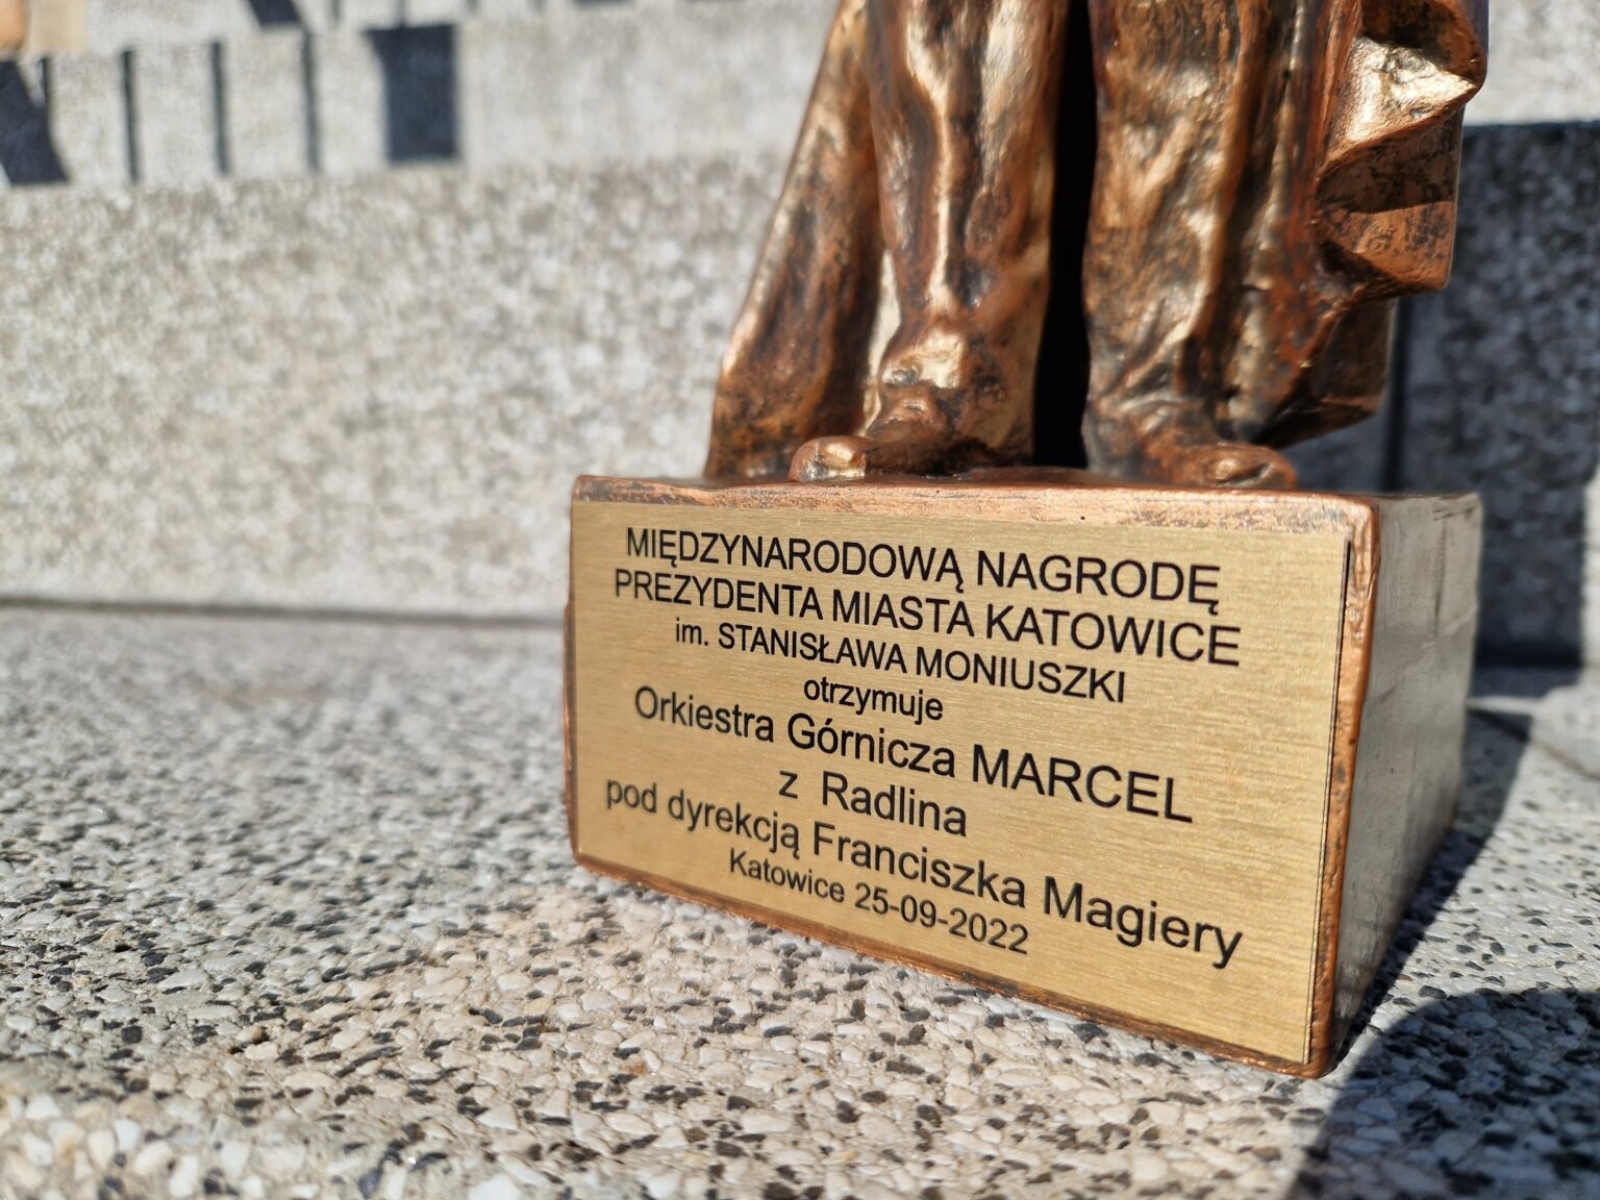 MIĘDZYNARODOWĄ NAGRODĘ
PREZYDENTA MIASTA KATOWICE
im. STANISŁAWA MONIUSZKI
otrzymuje
Orkiestra Górnicza MARCEL
z Radlina
pod dyrekcją Franciszka Magiery
Katowice 25-09-2022